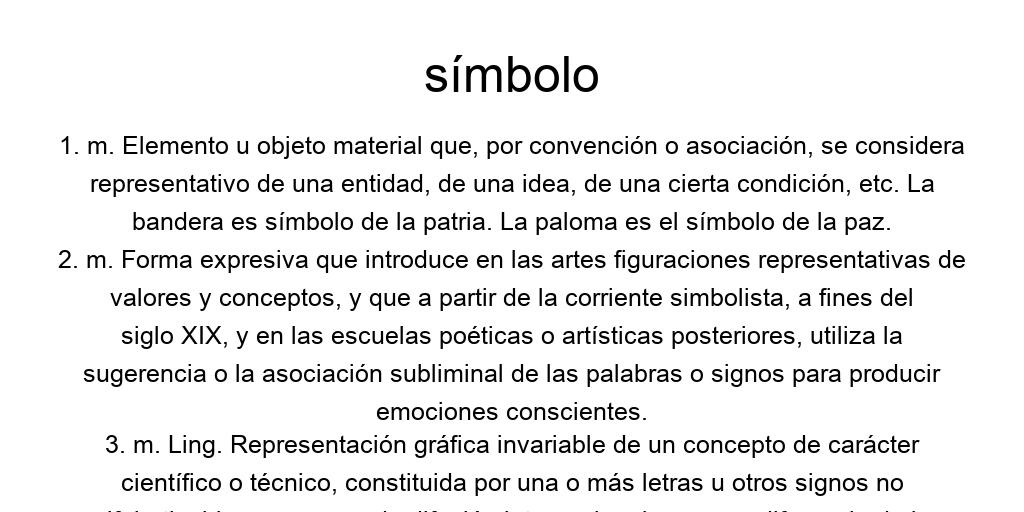 símbolo
1. m. Elemento u objeto material que, por convención o asociación, se considera
representativo de una entidad, de una idea, de una cierta condición, etc. La
bandera es símbolo de la patria. La paloma es el símbolo de la paz.
2. m. Forma expresiva que introduce en las artes figuraciones representativas de
valores y conceptos, y que a partir de la corriente simbolista, a fines del
siglo XIX, y en las escuelas poéticas o artísticas posteriores, utiliza la
sugerencia o la asociación subliminal de las palabras o signos para producir
emociones conscientes.
3. m. Ling. Representación gráfica invariable de un concepto de carácter
científico o técnico, constituida por una o más letras u otros signos no